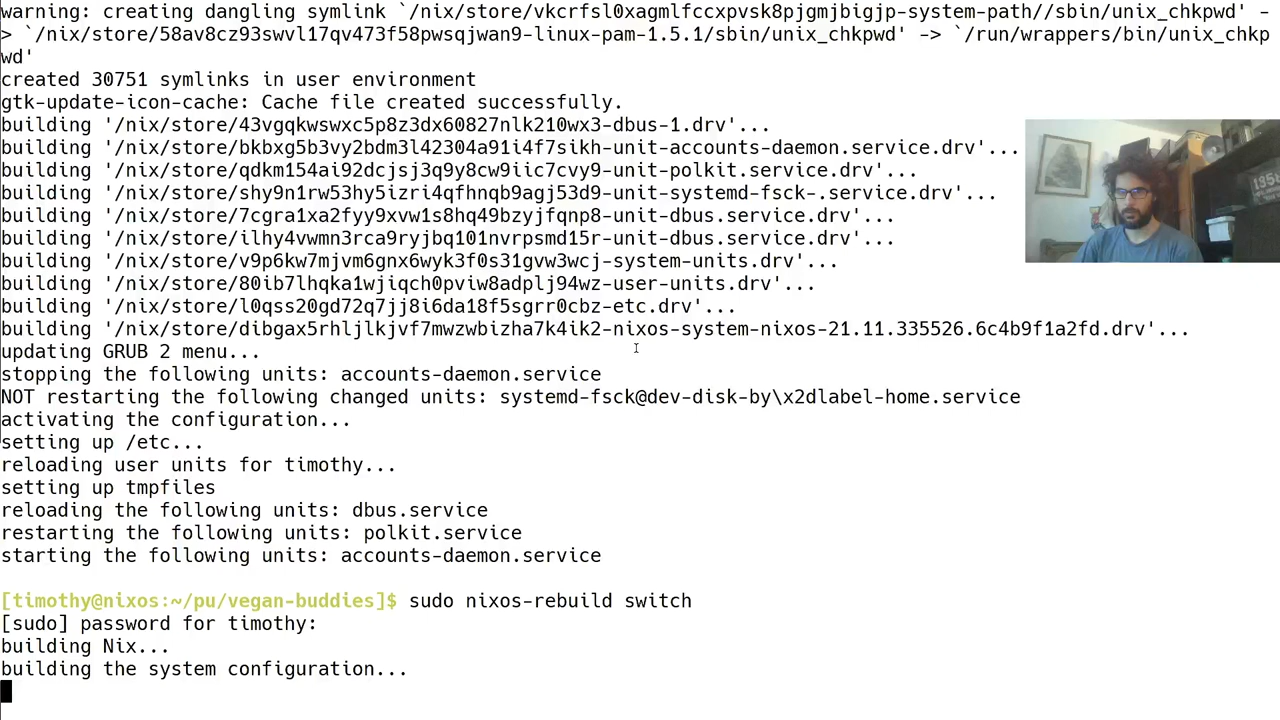 warning: creating dangling symlink `/nix/store/vkcrfsl0xagmlfccxpvsk8pjgmjbigjp-system-path//sbin/unix_chkpwd' -
> `/nix/store/58av8cz93swvl17qv473f58pwsqjwan9-linux-pam-1.5.1/sbin/unix_chkpwd' -> `/run/wrappers/bin/unix_chkp
wd'
created 30751 symlinks in user environment
gtk-update-icon-cache: Cache file created successfully.
building '/nix/store/43vgqkwswxc5p8z3dx60827nlk210wx3-dbus-1.drv'...
building '/nix/store/bkbxg5b3vy2bdm3l42304a91i4f7sikh-unit-accounts-daemon.service.drv'...
building '/nix/store/qdkm154ai92dcjsj3q9y8cw9iic7cvy9-unit-polkit.service.drv'...
building '/nix/store/shy9n1rw53hy5izri4qfhnqb9agj53d9-unit-systemd-fsck-.service.drv'...
building '/nix/store/7cgra1xa2fyy9xvw1s8hq49bzyjfqnp8-unit-dbus.service.drv'...
building '/nix/store/ilhy4vwmn3rca9ryjbq101nvrpsmd15r-unit-dbus.service.drv'...
building '/nix/store/v9p6kw7mjvm6gnx6wyk3f0s31gvw3wcj-system-units.drv'...
building '/nix/store/80ib7lhqka1wjiqch0pviw8adplj94wz-user-units.drv'...
building '/nix/store/l0qss20gd72q7jj8i6da18f5sgrr0cbz-etc.drv'...
building '/nix/store/dibgax5rhljlkjvf7mwzwbizha7k4ik2-nixos-system-nixos-21.11.335526.6c4b9f1a2fd.drv'...
updating GRUB 2 menu...
stopping the following units: accounts-daemon.service
NOT restarting the following changed units: systemd-fsck@dev-disk-by\x2dlabel-home.service
activating the configuration...
setting up /etc...
reloading user units for timothy...
setting up tmpfiles
reloading the following units: dbus.service
restarting the following units: polkit.service
starting the following units: accounts-daemon.service
[timothy@nixos:~/pu/vegan-buddies]$ sudo nixos-rebuild switch
[sudo] password for timothy:
building Nix...
building the system configuration...